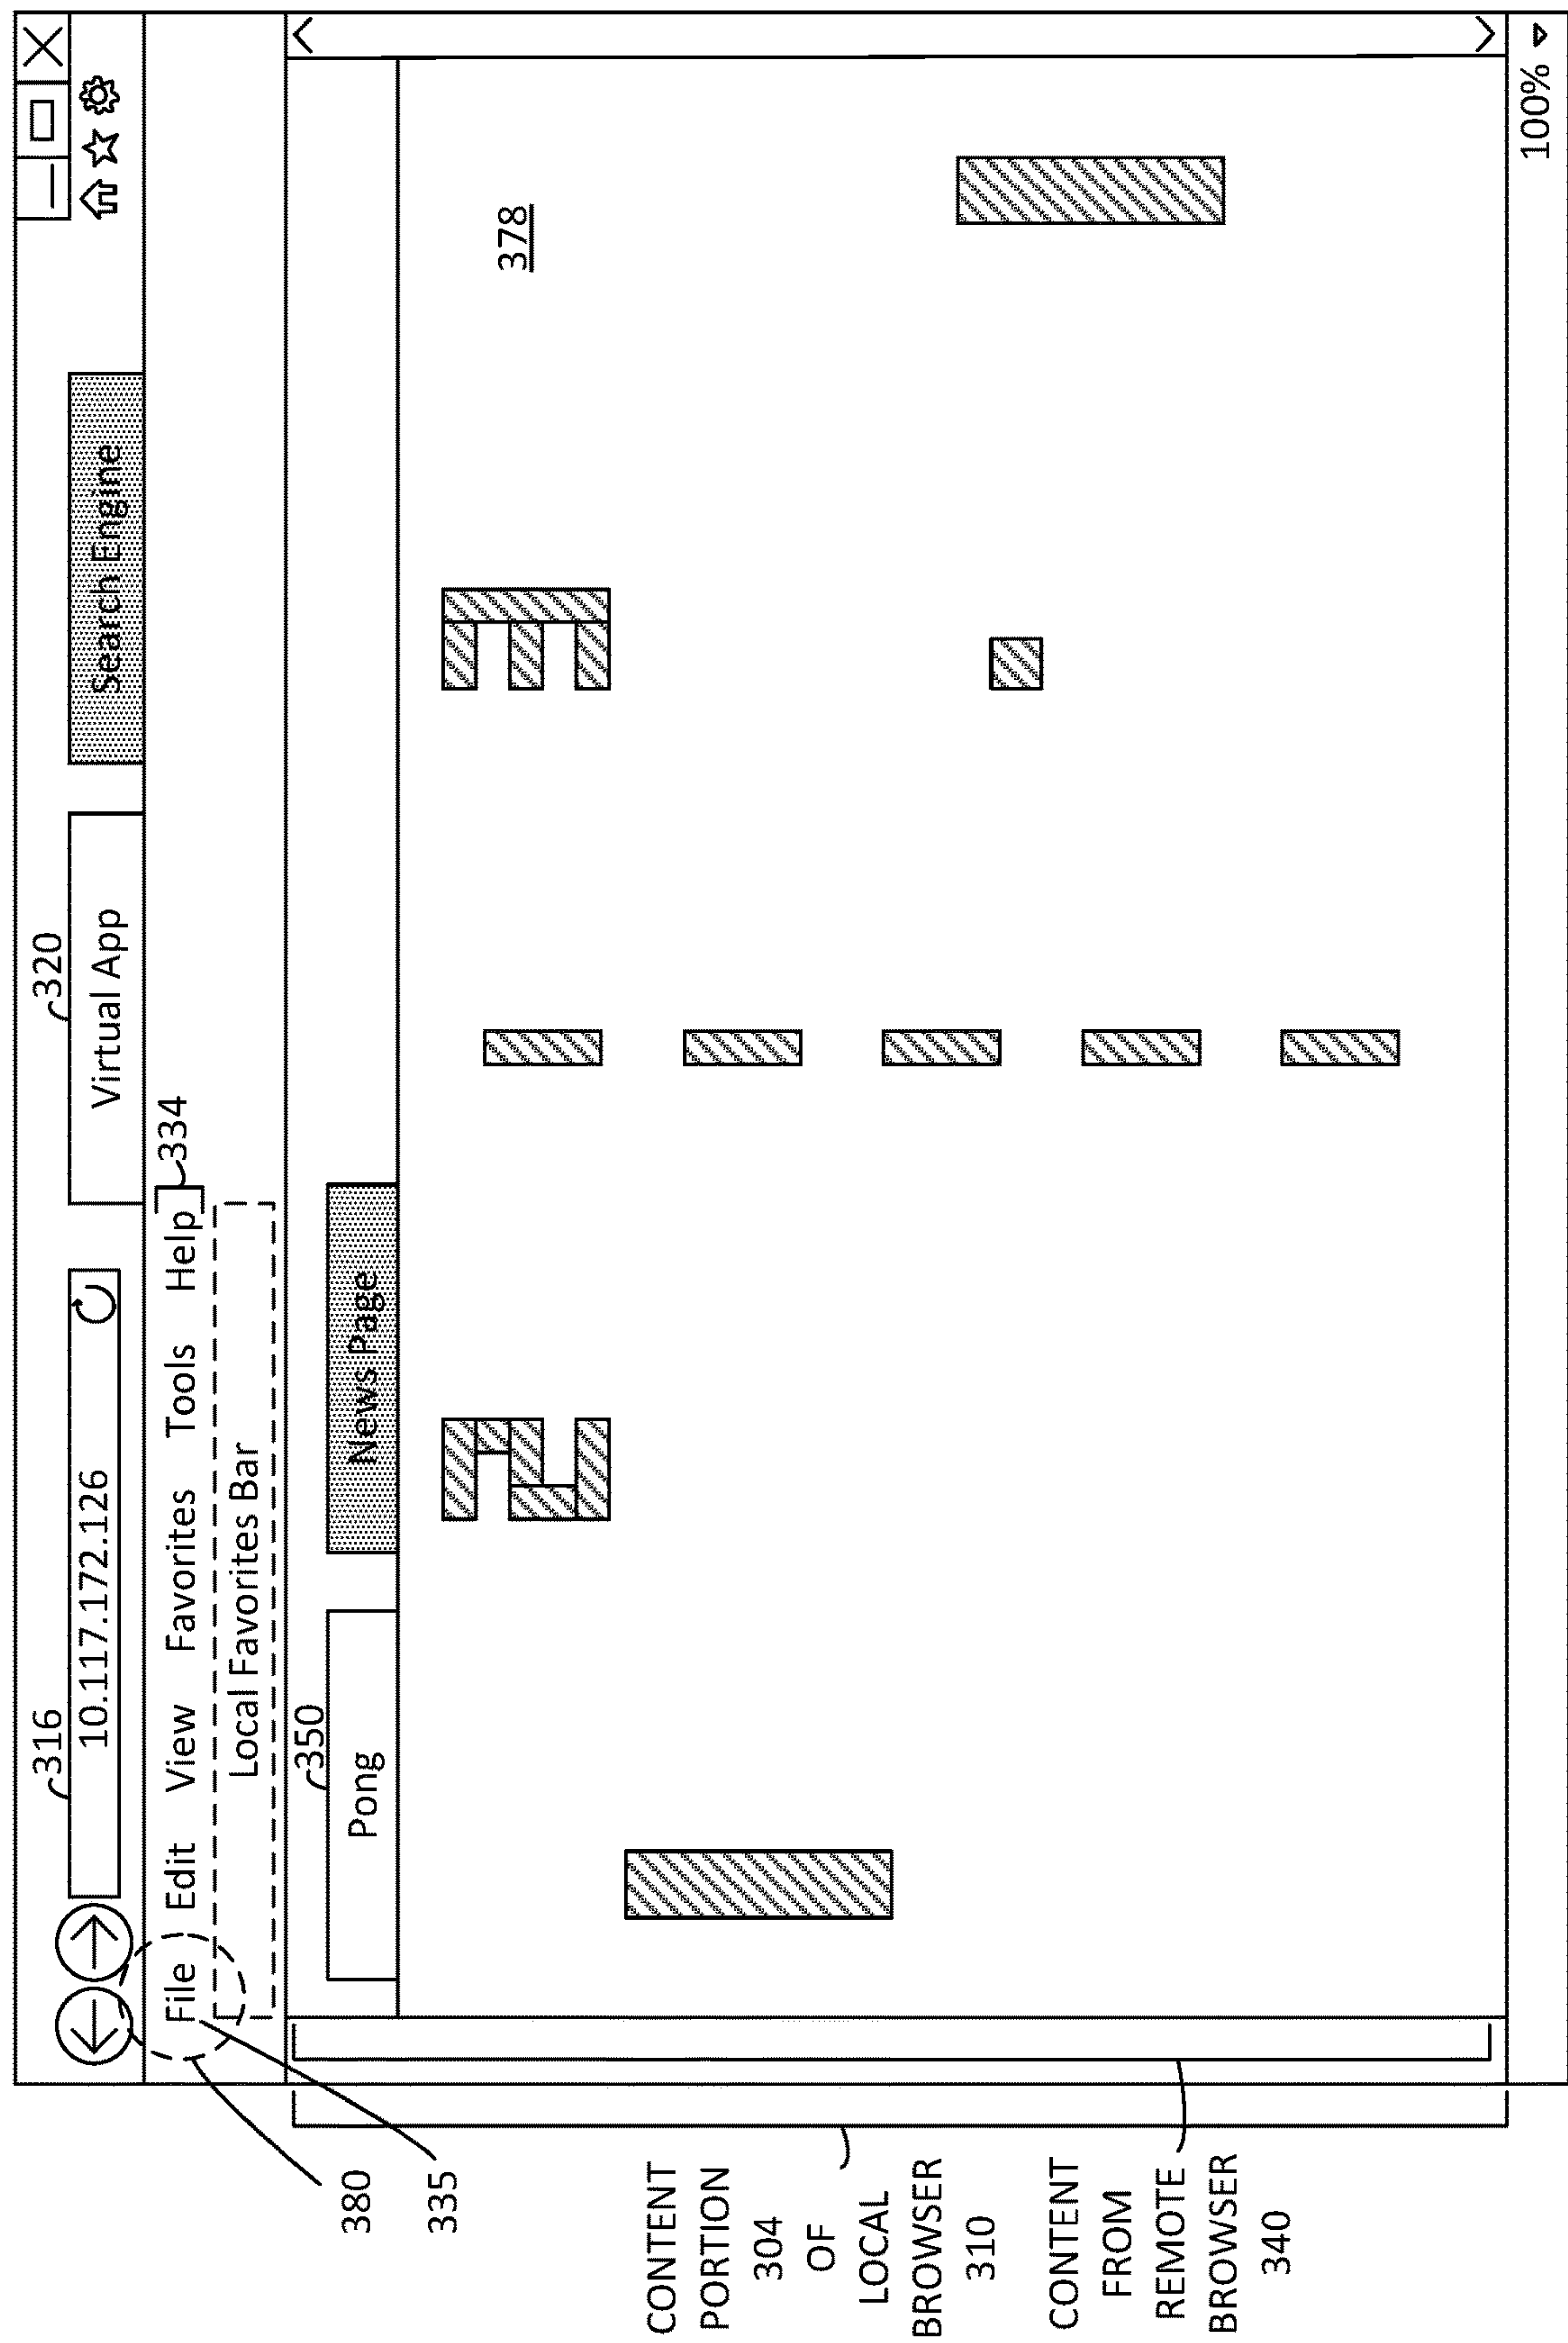 316
320
10.117.172.126
Virtual App
Search Engine
File Edit View Favorites Tools Help
334
Local Favorites Bar
350
Pong
News Page
378
2
3
380
335
CONTENT
PORTION
304
OF
LOCAL
BROWSER
310
CONTENT
FROM
REMOTE
BROWSER
340
100%